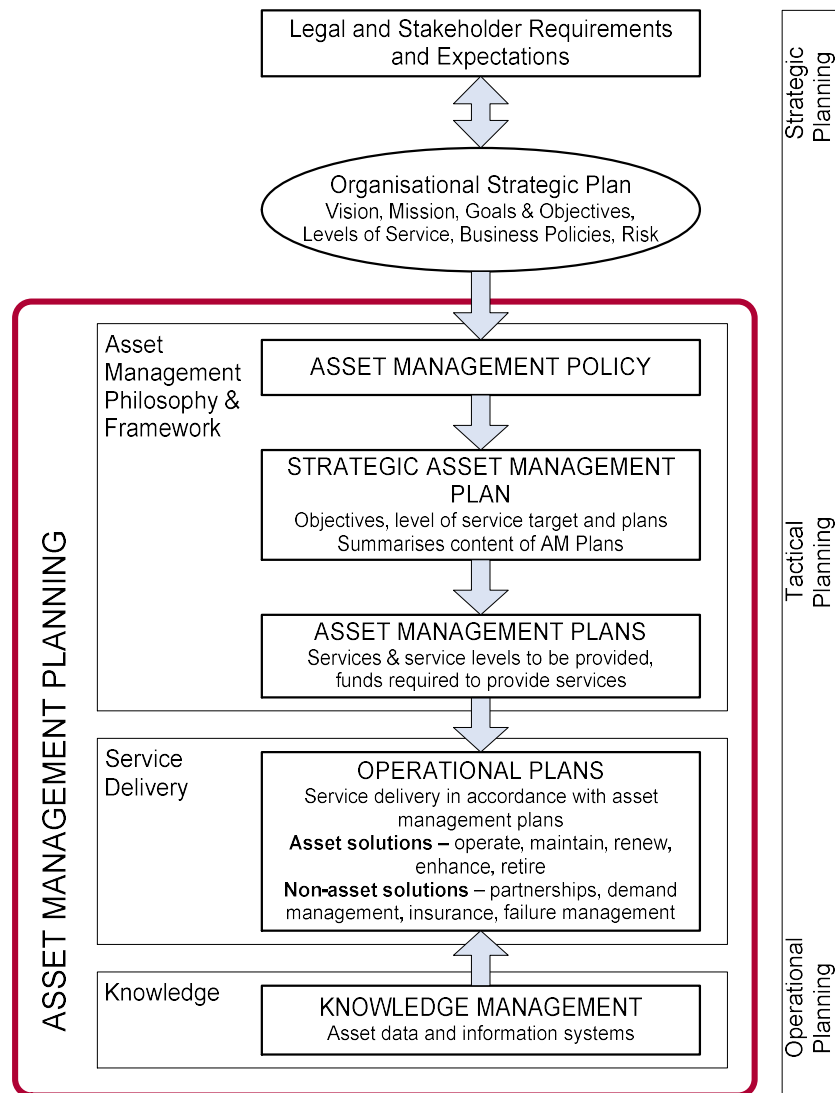 Legal and Stakeholder Requirements
and Expectations
Strategic
Planning
Organisational Strategic Plan
Vision, Mission, Goals & Objectives,
Levels of Service, Business Policies, Risk
ASSET MANAGEMENT PLANNING
Asset
Management
Philosophy &
Framework
ASSET MANAGEMENT POLICY
STRATEGIC ASSET MANAGEMENT
PLAN
Objectives, level of service target and plans
Summarises content of AM Plans
ASSET MANAGEMENT PLANS
Services & service levels to be provided,
funds required to provide services
Tactical
Planning
Service
Delivery
OPERATIONAL PLANS
Service delivery in accordance with asset
management plans
Asset solutions – operate, maintain, renew,
enhance, retire
Non-asset solutions – partnerships, demand
management, insurance, failure management
Knowledge
KNOWLEDGE MANAGEMENT
Asset data and information systems
Operational
Planning